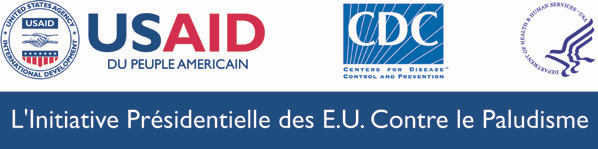 UNITED STATES AGENCY
USAID
INTERNATIONAL DEVELOPMENT
USAID
DU PEUPLE AMERICAIN
CDC
CENTERS FOR DISEASE™
CONTROL AND PREVENTION
DEPARTMENT OF HEALTH & HUMAN SERVICES · USA
L'Initiative Présidentielle des E.U. Contre le Paludisme